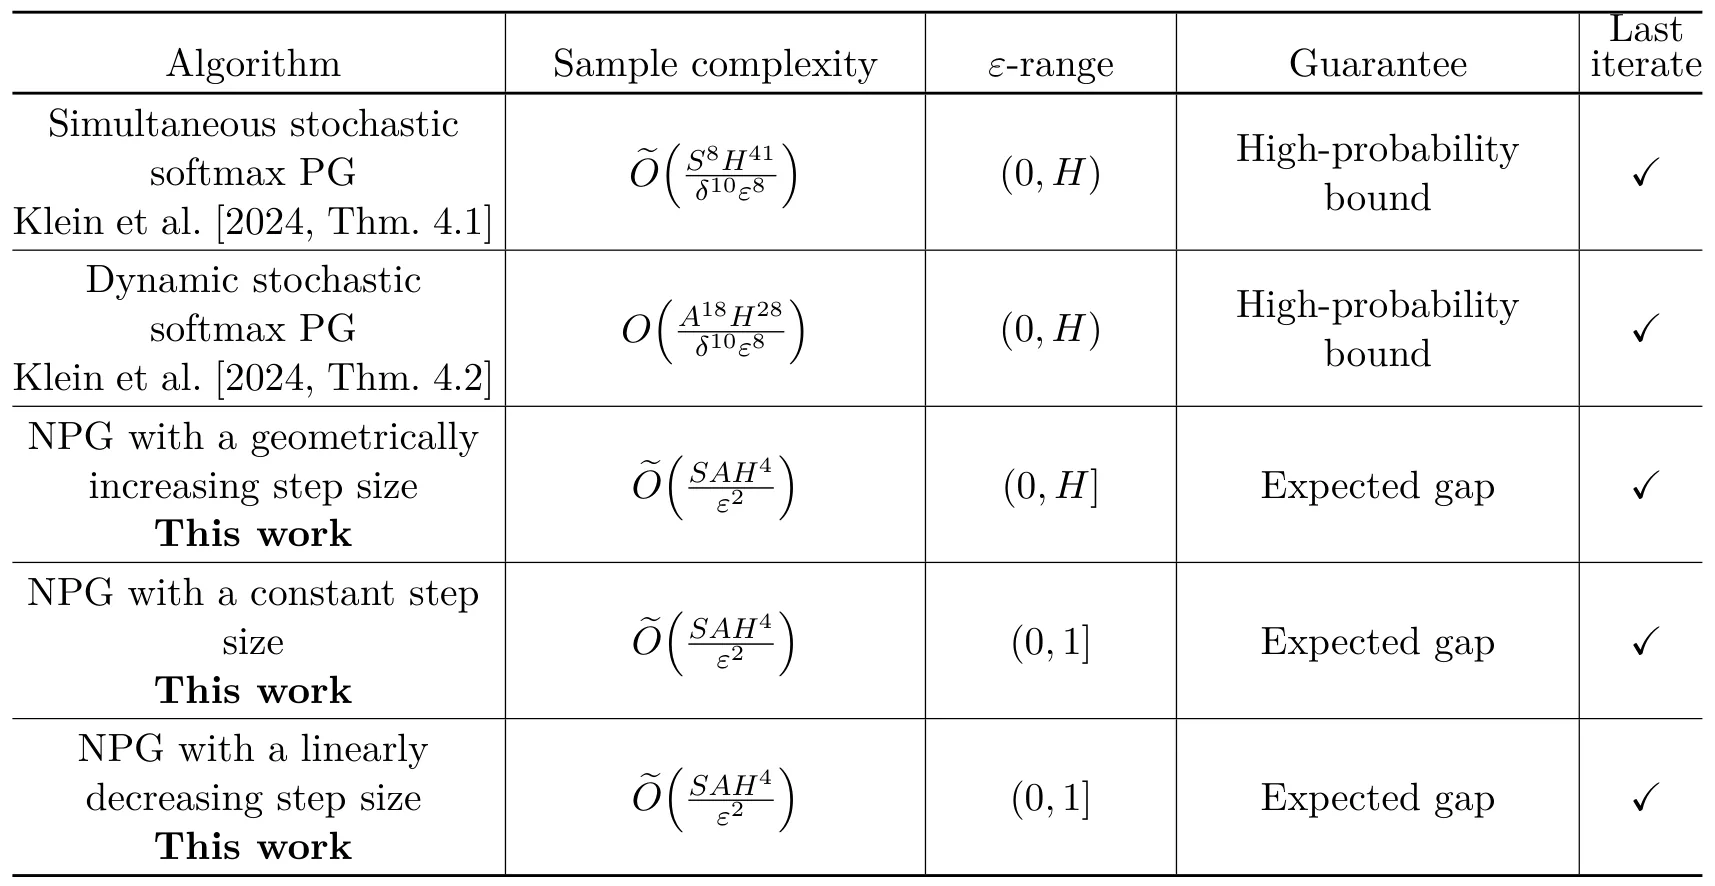 Algorithm Sample complexity ε-range Guarantee Last iterate
Simultaneous stochastic
softmax PG
Klein et al. [2024, Thm. 4.1]
Õ(S⁸H⁴¹/δ¹⁰ε⁸)
(0, H)
High-probability
bound
✓
Dynamic stochastic
softmax PG
Klein et al. [2024, Thm. 4.2]
O(A¹⁸H²⁸/δ¹⁰ε⁸)
(0, H)
High-probability
bound
✓
NPG with a geometrically
increasing step size
This work
Õ(SAH⁴/ε²)
(0, H]
Expected gap
✓
NPG with a constant step
size
This work
Õ(SAH⁴/ε²)
(0, 1]
Expected gap
✓
NPG with a linearly
decreasing step size
This work
Õ(SAH⁴/ε²)
(0, 1]
Expected gap
✓